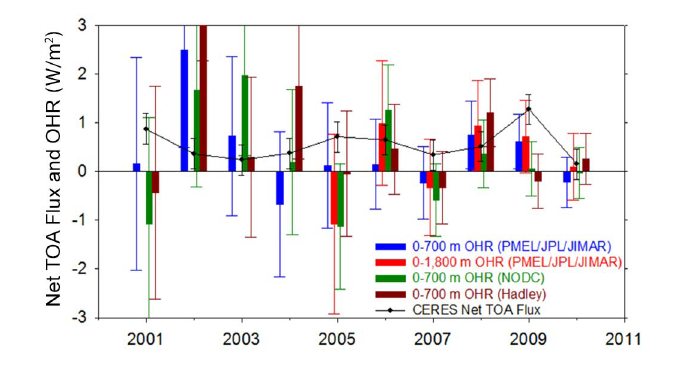 Net TOA Flux and OHR (W/m²)
3
2
1
0
-1
-2
-3
0-700 m OHR (PMEL/JPL/JIMAR)
0-1,800 m OHR (PMEL/JPL/JIMAR)
0-700 m OHR (NODC)
0-700 m OHR (Hadley)
CERES Net TOA Flux
2001 2003 2005 2007 2009 2011